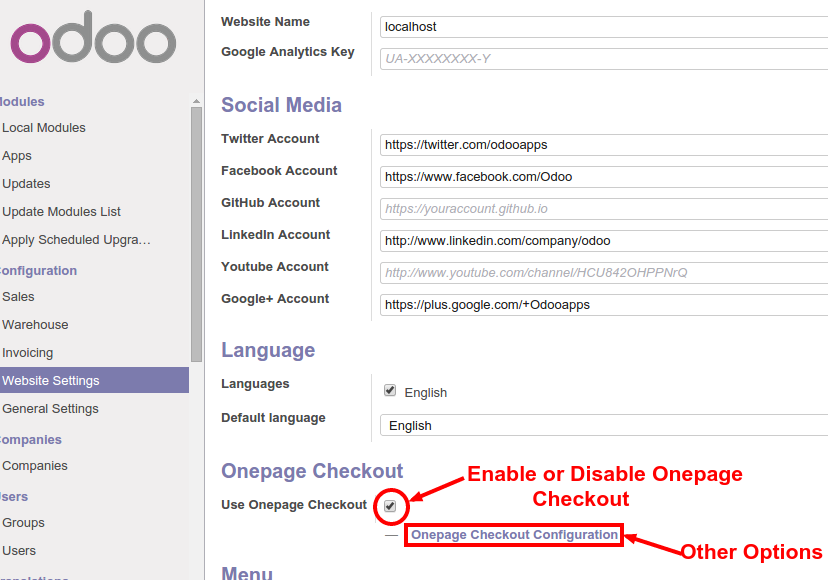 odoo
Modules
Local Modules
Apps
Updates
Update Modules List
Apply Scheduled Upgra…
Configuration
Sales
Warehouse
Invoicing
Website Settings
General Settings
Companies
Companies
Users
Groups
Users
Translations
Website Name
localhost
Google Analytics Key
UA-XXXXXXXX-Y
Social Media
Twitter Account
https://twitter.com/odooapps
Facebook Account
https://www.facebook.com/Odoo
GitHub Account
https://youraccount.github.io
LinkedIn Account
http://www.linkedin.com/company/odoo
Youtube Account
http://www.youtube.com/channel/HCU842OHPPNrQ
Google+ Account
https://plus.google.com/+Odooapps
Language
Languages
English
Default language
English
Onepage Checkout
Use Onepage Checkout
Enable or Disable Onepage
Checkout
— Onepage Checkout Configuration
Other Options
Menu